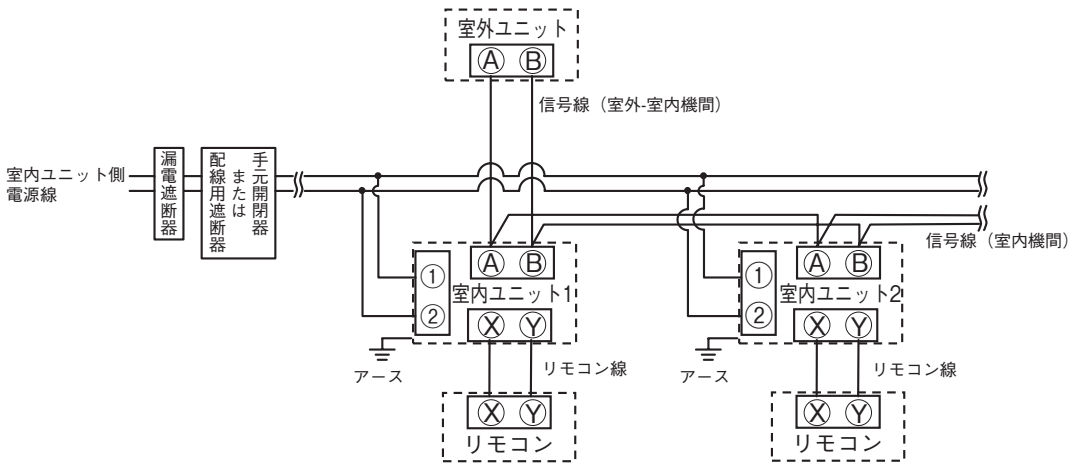 室外ユニット
A B
信号線（室外-室内機間）
室内ユニット側
電源線
漏電遮断器
手元開閉器
または
配線用遮断器
信号線（室内機間）
A B
①
室内ユニット1
②
X Y
アース
リモコン線
X Y
リモコン
A B
①
室内ユニット2
②
X Y
アース
リモコン線
X Y
リモコン